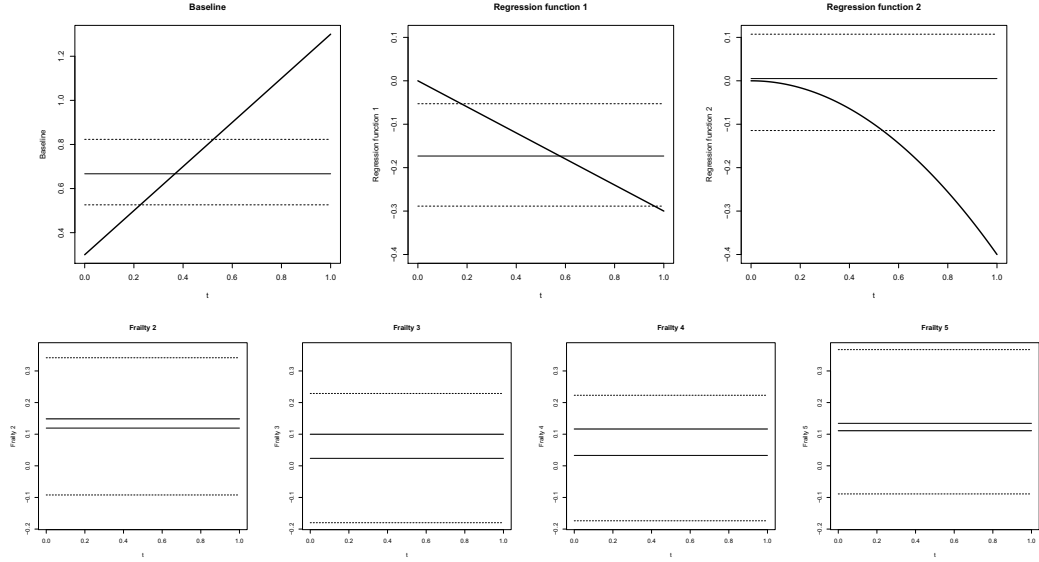 Baseline
Baseline
0.4 0.6 0.8 1.0 1.2
0.0 0.2 0.4 0.6 0.8 1.0
t
Regression function 1
Regression function 1
−0.4 −0.3 −0.2 −0.1 0.0 0.1
0.0 0.2 0.4 0.6 0.8 1.0
t
Regression function 2
Regression function 2
−0.4 −0.3 −0.2 −0.1 0.0 0.1
0.0 0.2 0.4 0.6 0.8 1.0
t
Frailty 2
Frailty 2
−0.2 −0.1 0.0 0.1 0.2 0.3
0.0 0.2 0.4 0.6 0.8 1.0
t
Frailty 3
Frailty 3
−0.2 −0.1 0.0 0.1 0.2 0.3
0.0 0.2 0.4 0.6 0.8 1.0
t
Frailty 4
Frailty 4
−0.2 −0.1 0.0 0.1 0.2 0.3
0.0 0.2 0.4 0.6 0.8 1.0
t
Frailty 5
Frailty 5
−0.2 −0.1 0.0 0.1 0.2 0.3
0.0 0.2 0.4 0.6 0.8 1.0
t